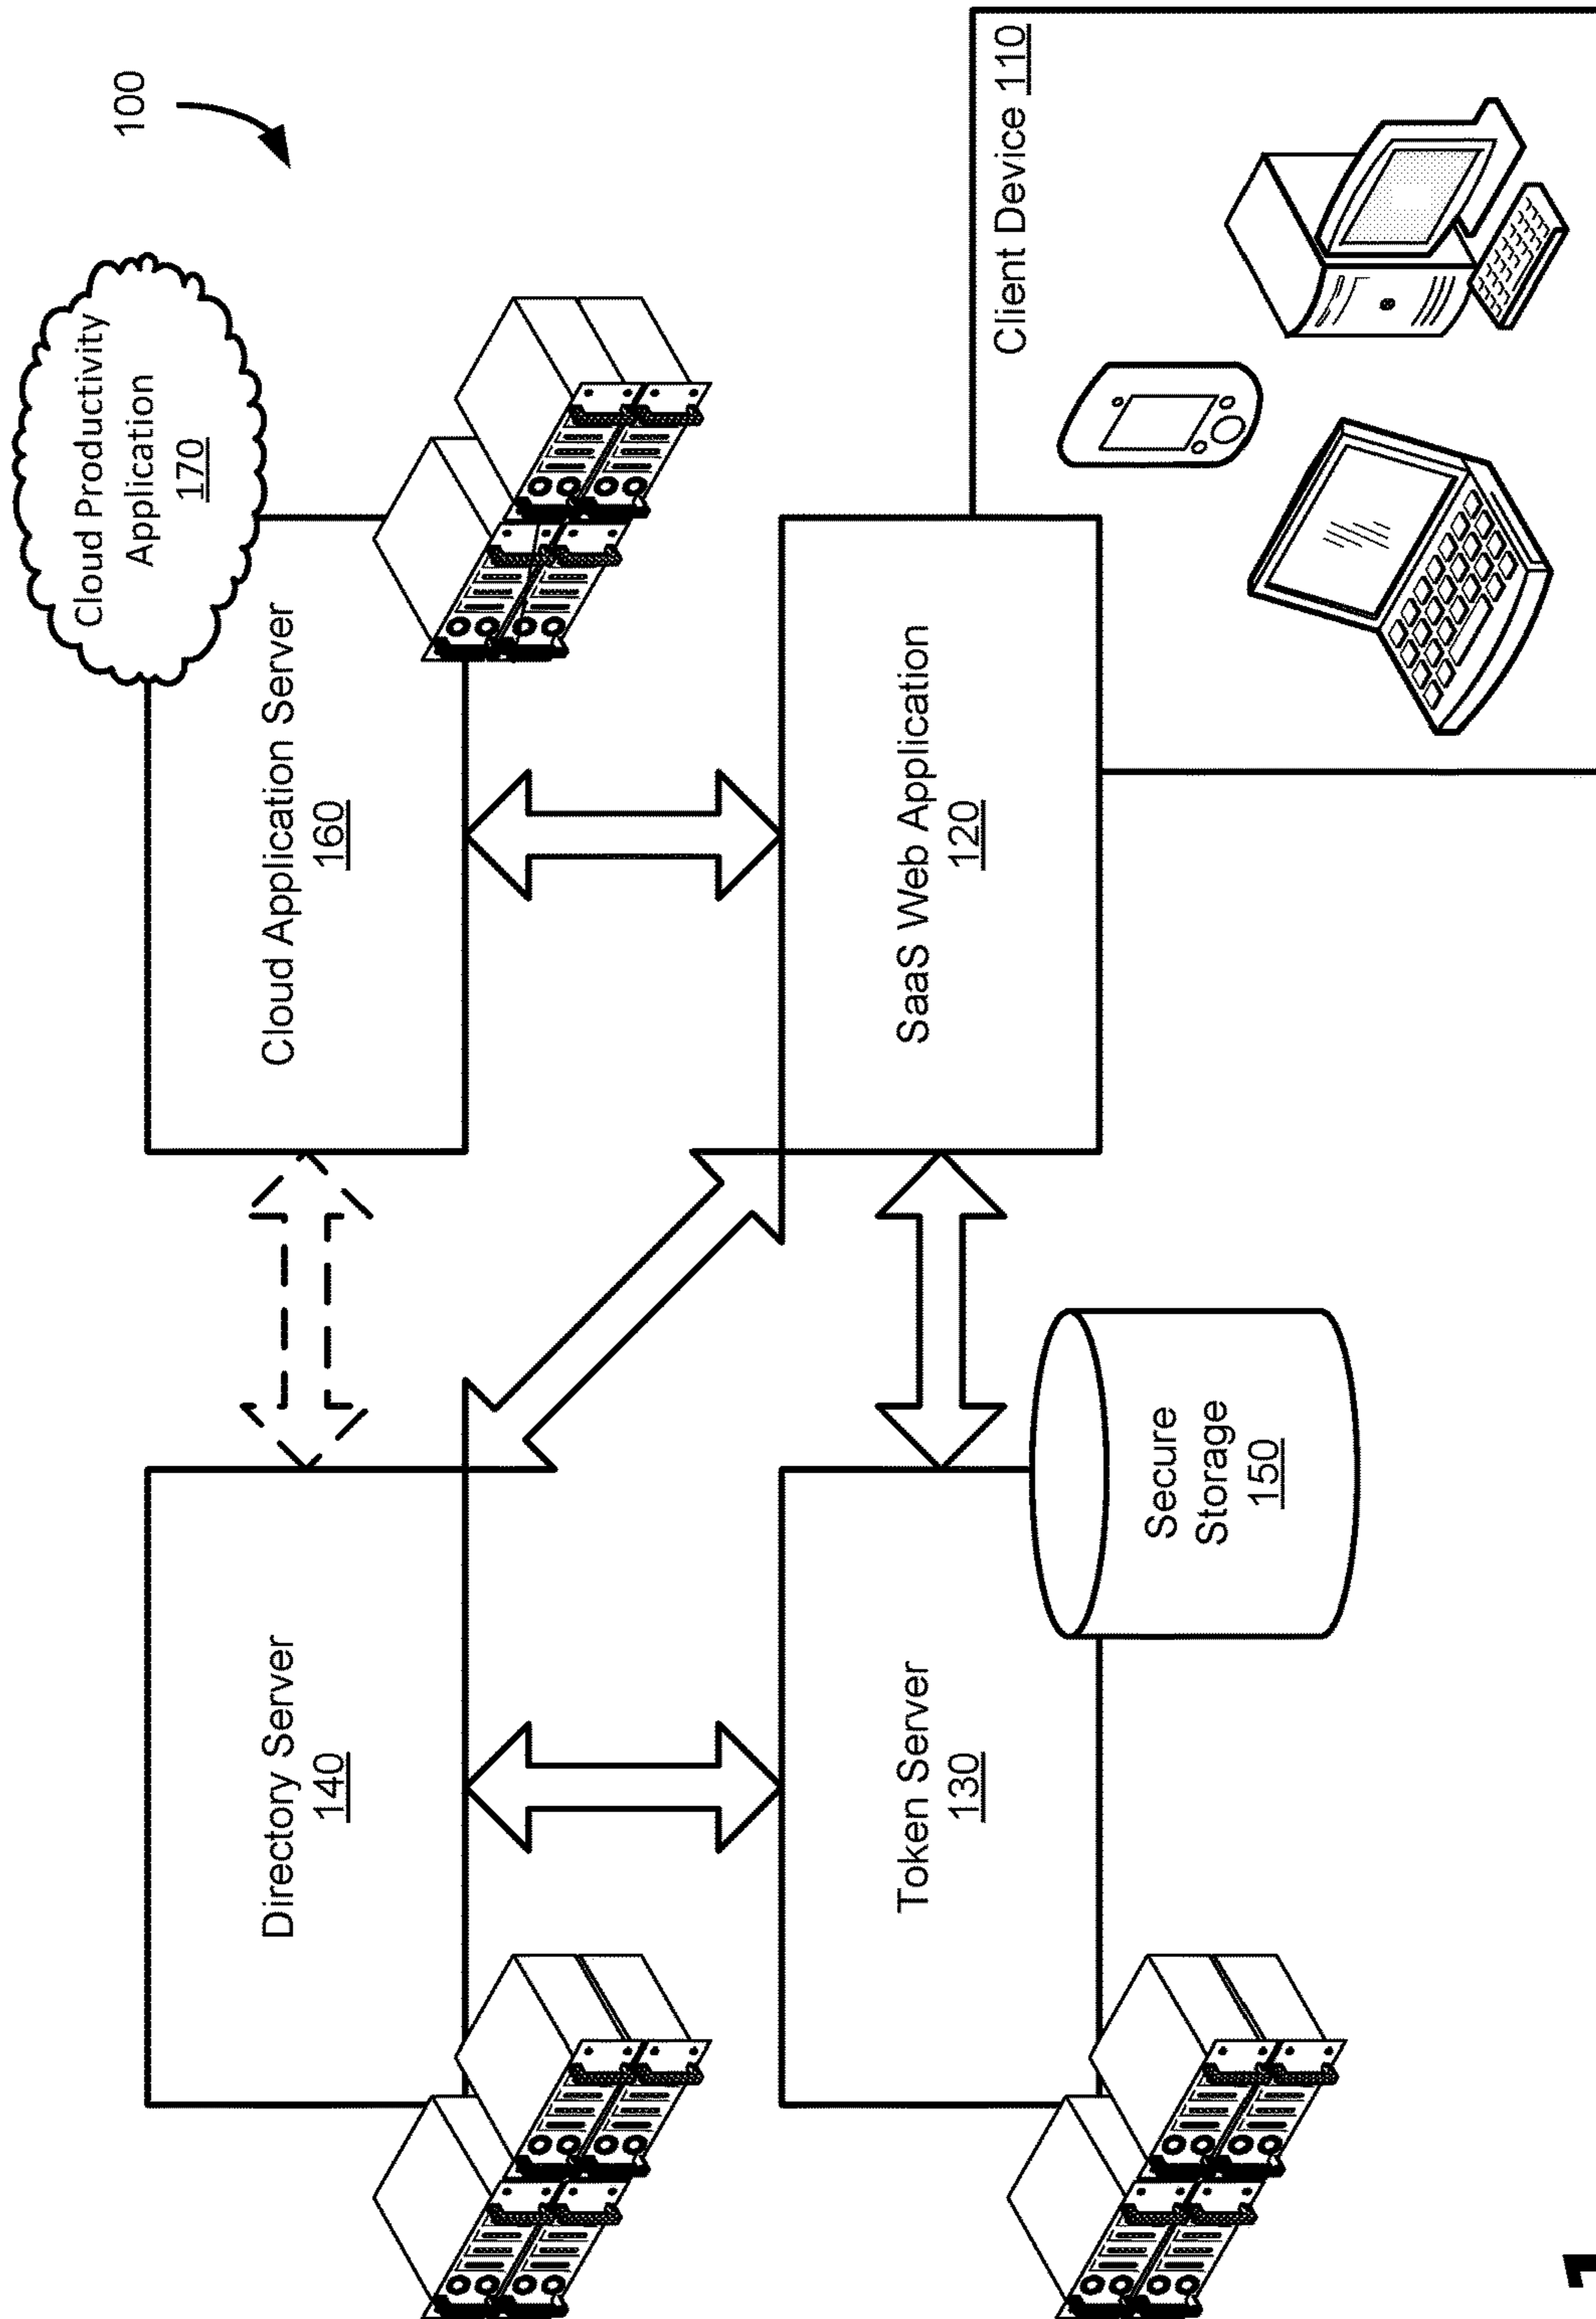 100
Cloud Productivity
Application
170
Directory Server
140
Cloud Application Server
160
Token Server
130
SaaS Web Application
120
Secure
Storage
150
Client Device 110